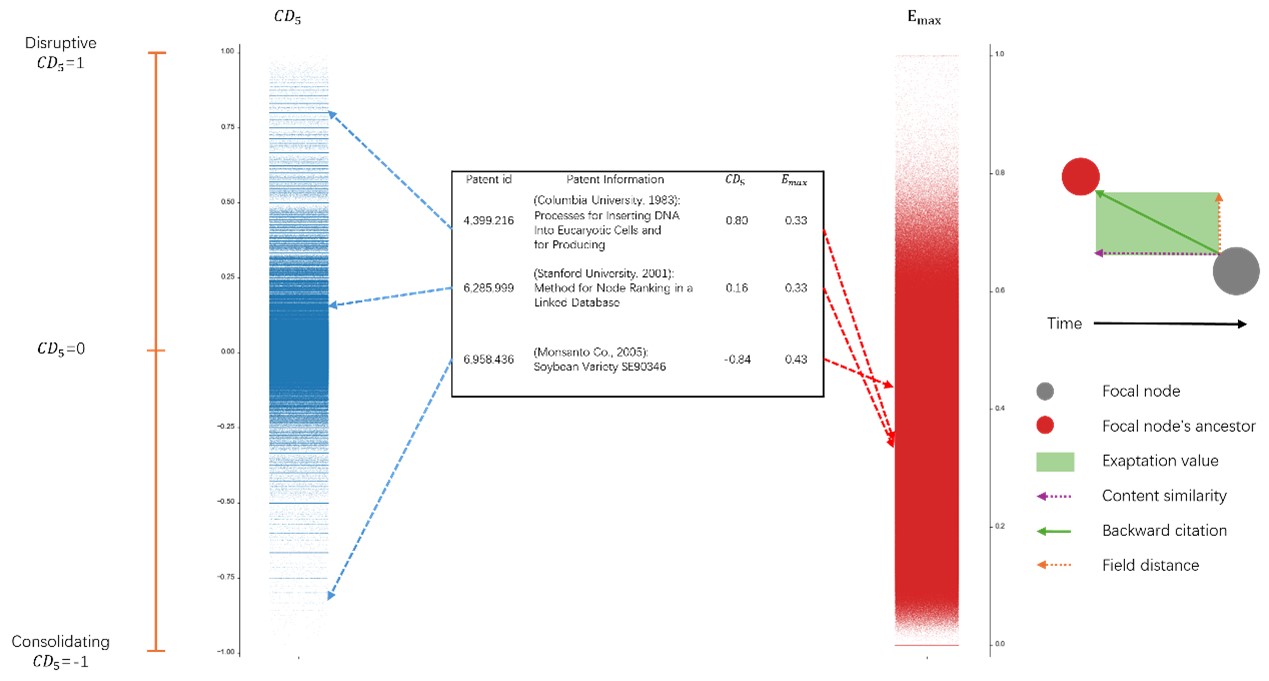 CD₅
Eₘₐₓ
Disruptive
CD₅=1
CD₅=0
Consolidating
CD₅=-1
1.00
0.75
0.50
0.25
0.00
-0.25
-0.50
-0.75
-1.00
Patent id Patent Information CD₅ Eₘₐₓ
(Columbia University, 1983):
4,399,216 Processes for Inserting DNA 0.80 0.33
Into Eucaryotic Cells and
for Producing
(Stanford University, 2001):
6,285,999 Method for Node Ranking in a 0.16 0.33
Linked Database
6,958,436 (Monsanto Co., 2005): -0.84 0.43
Soybean Variety SE90346
1.0
0.8
0.6
0.4
0.2
0.0
Time
Focal node
Focal node's ancestor
Exaptation value
Content similarity
Backward citation
Field distance